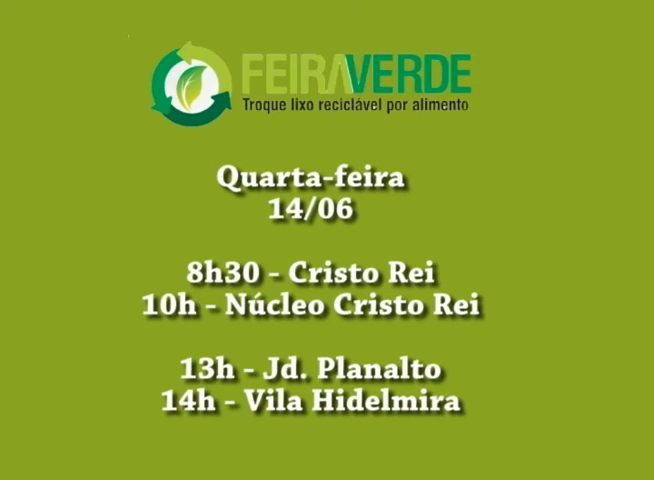 FEIRAVERDE
Troque lixo reciclável por alimento
Quarta-feira
14/06
8h30 - Cristo Rei
10h - Núcleo Cristo Rei
13h - Jd. Planalto
14h - Vila Hidelmira